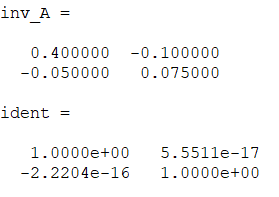 inv_A =
0.400000 -0.100000
-0.050000 0.075000
ident =
1.0000e+00 5.5511e-17
-2.2204e-16 1.0000e+00